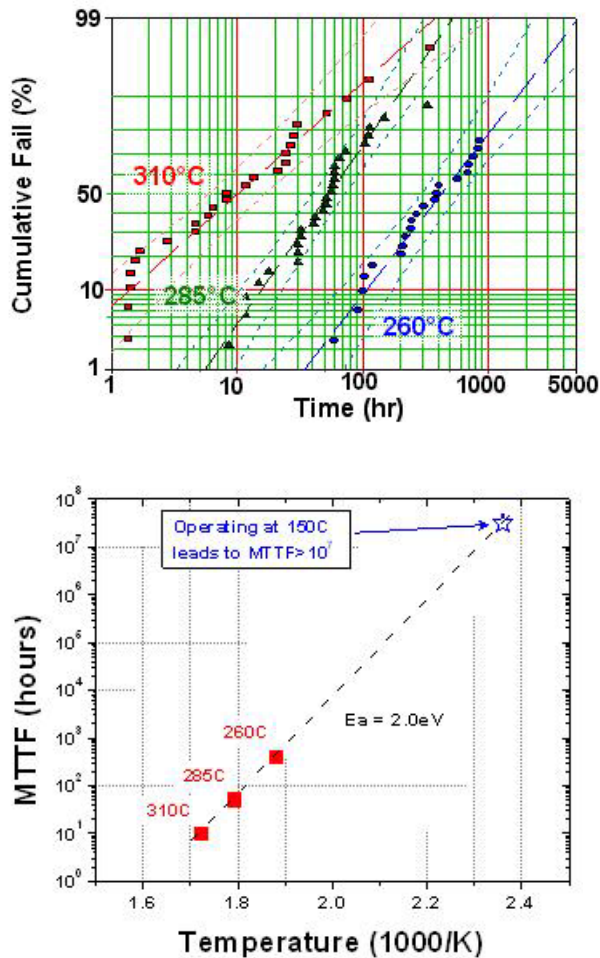 99
50
10
1
Cumulative Fail (%)
310°C
285°C
260°C
1 10 100 1000 5000
Time (hr)
10⁸
10⁷
10⁶
10⁵
10⁴
10³
10²
10¹
10⁰
MTTF (hours)
Operating at 150C
leads to MTTF>10⁷
Ea = 2.0eV
260C
285C
310C
1.6 1.8 2.0 2.2 2.4
Temperature (1000/K)